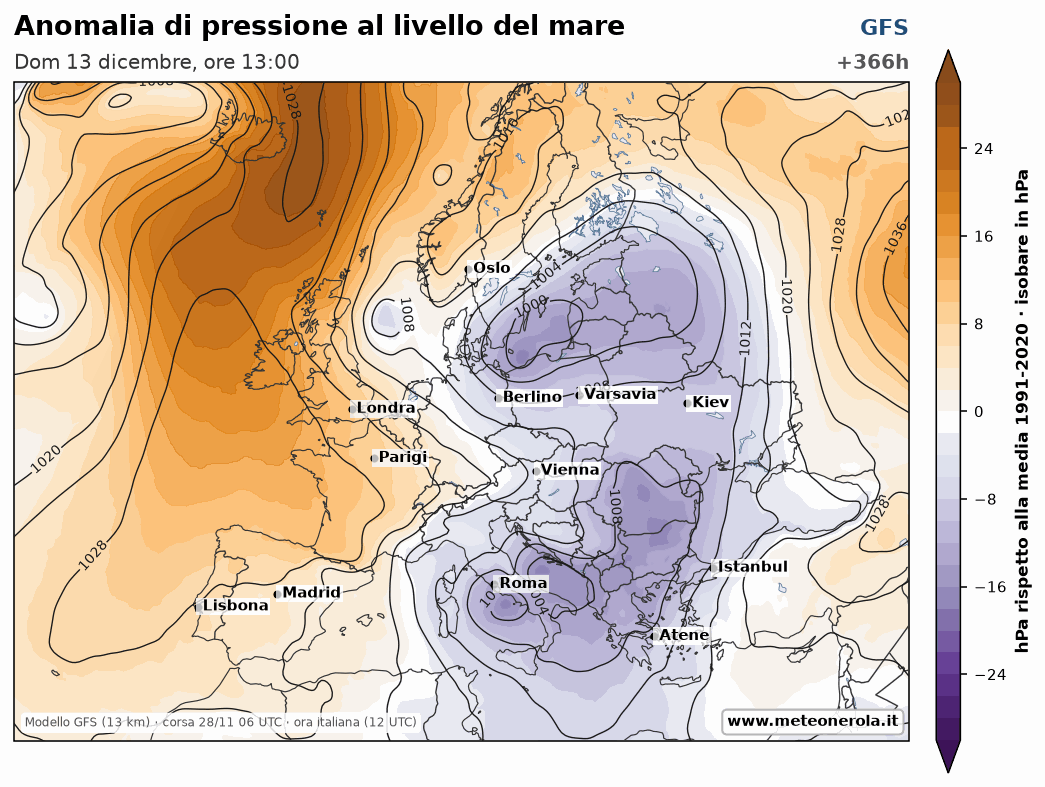 Anomalia di pressione al livello del mare
GFS
Dom 13 dicembre, ore 13:00
+366h
1028
1016
1028
1036
Oslo
1004
1000
1008
1020
1012
Berlino
Varsavia
Kiev
Londra
Parigi
Vienna
1020
1008
1028
1028
Istanbul
Roma
1004
Madrid
Lisbona
Atene
Modello GFS (13 km) · corsa 28/11 06 UTC · ora italiana (12 UTC)
www.meteonerola.it
24
16
8
0
−8
−16
−24
hPa rispetto alla media 1991-2020 · isobare in hPa